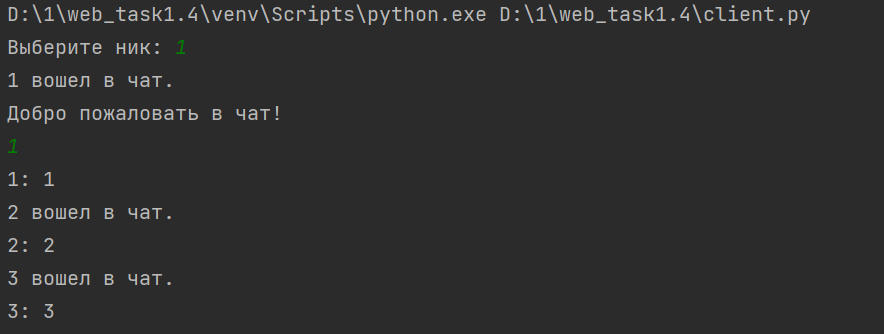 D:\1\web_task1.4\venv\Scripts\python.exe D:\1\web_task1.4\client.py
Выберите ник: 1
1 вошел в чат.
Добро пожаловать в чат!
1
1: 1
2 вошел в чат.
2: 2
3 вошел в чат.
3: 3